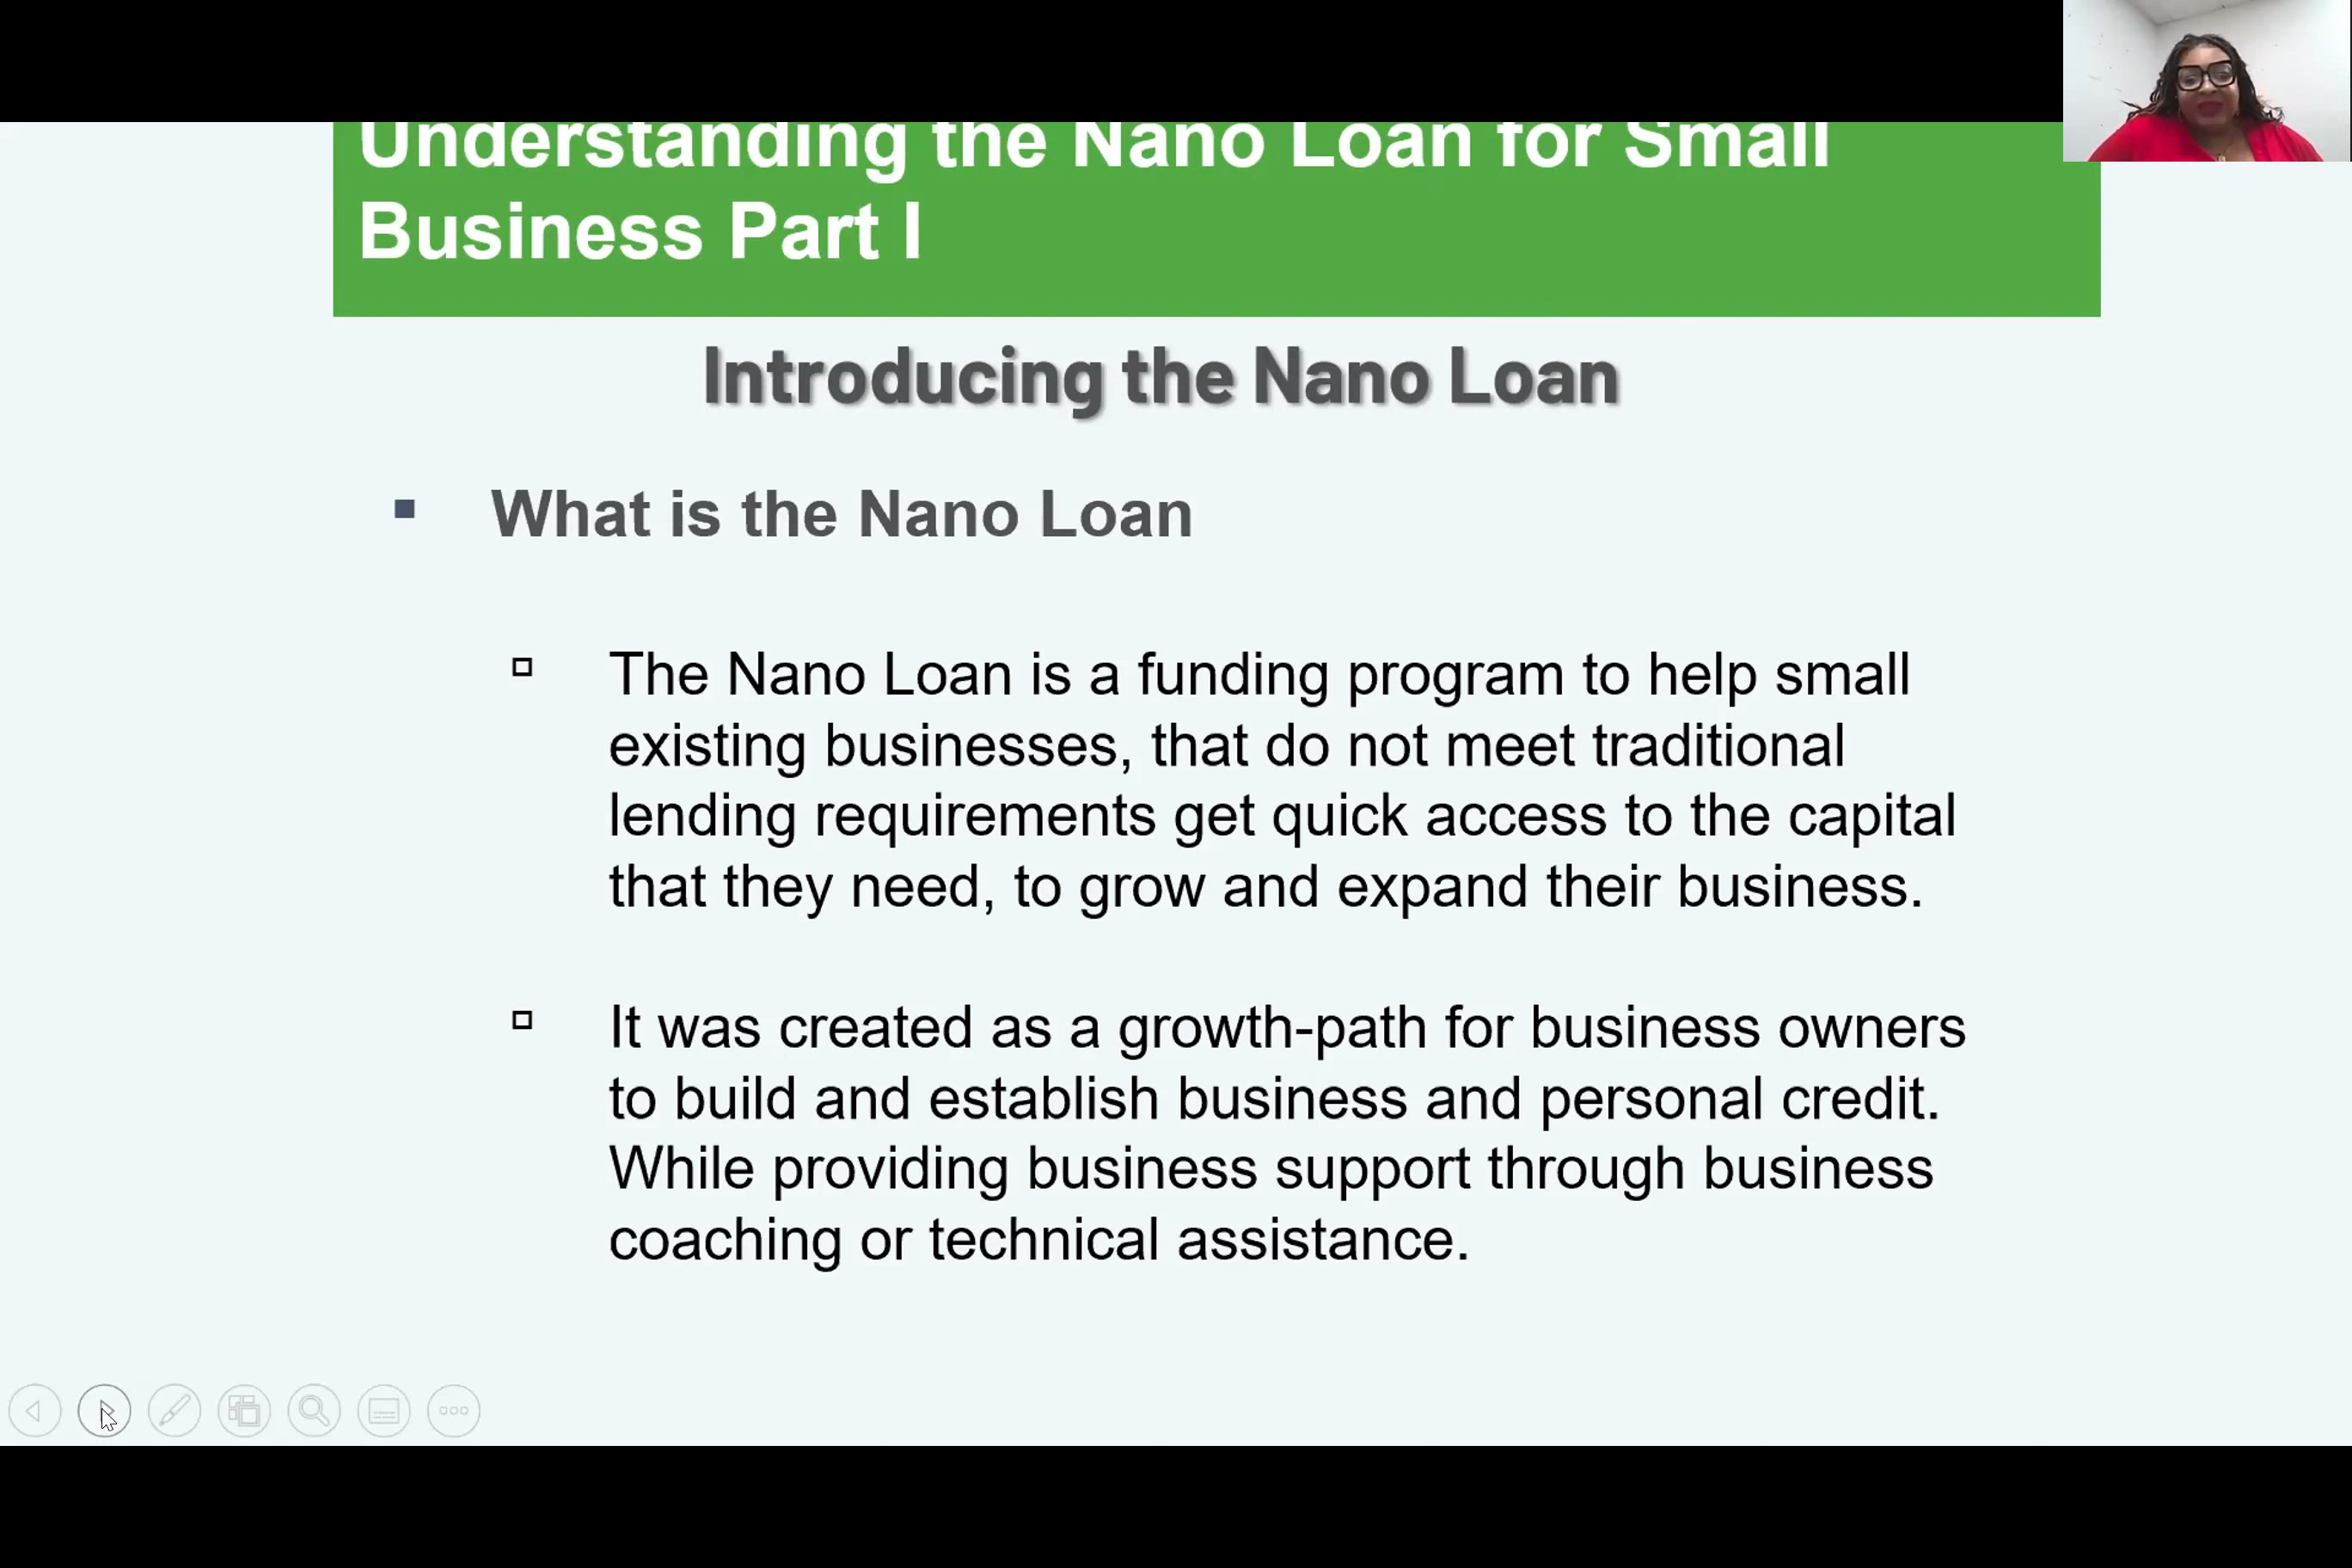 Understanding the Nano Loan for Small
Business Part I
Introducing the Nano Loan
What is the Nano Loan
The Nano Loan is a funding program to help small
existing businesses, that do not meet traditional
lending requirements get quick access to the capital
that they need, to grow and expand their business.
It was created as a growth-path for business owners
to build and establish business and personal credit.
While providing business support through business
coaching or technical assistance.